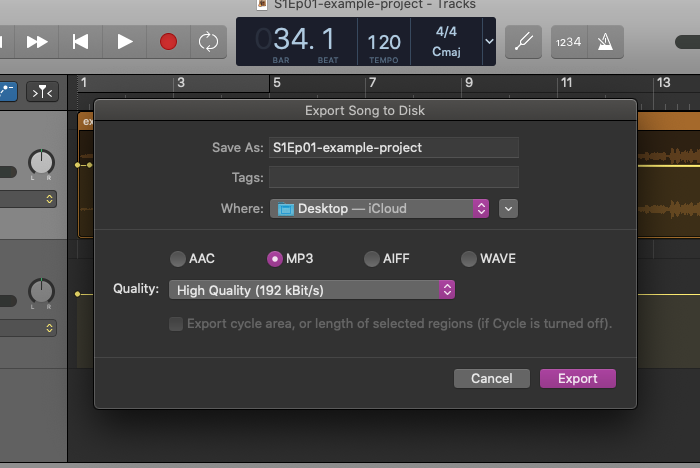 S1Ep01-example-project - Tracks
034. 1
BAR BEAT
120
TEMPO
4/4
Cmaj
1234
1 3 5 7 9 11 13
Export Song to Disk
ex
Save As: S1Ep01-example-project
L R
Tags:
Where: Desktop — iCloud
AAC MP3 AIFF WAVE
Quality: High Quality (192 kBit/s)
L R
Export cycle area, or length of selected regions (if Cycle is turned off).
Cancel Export